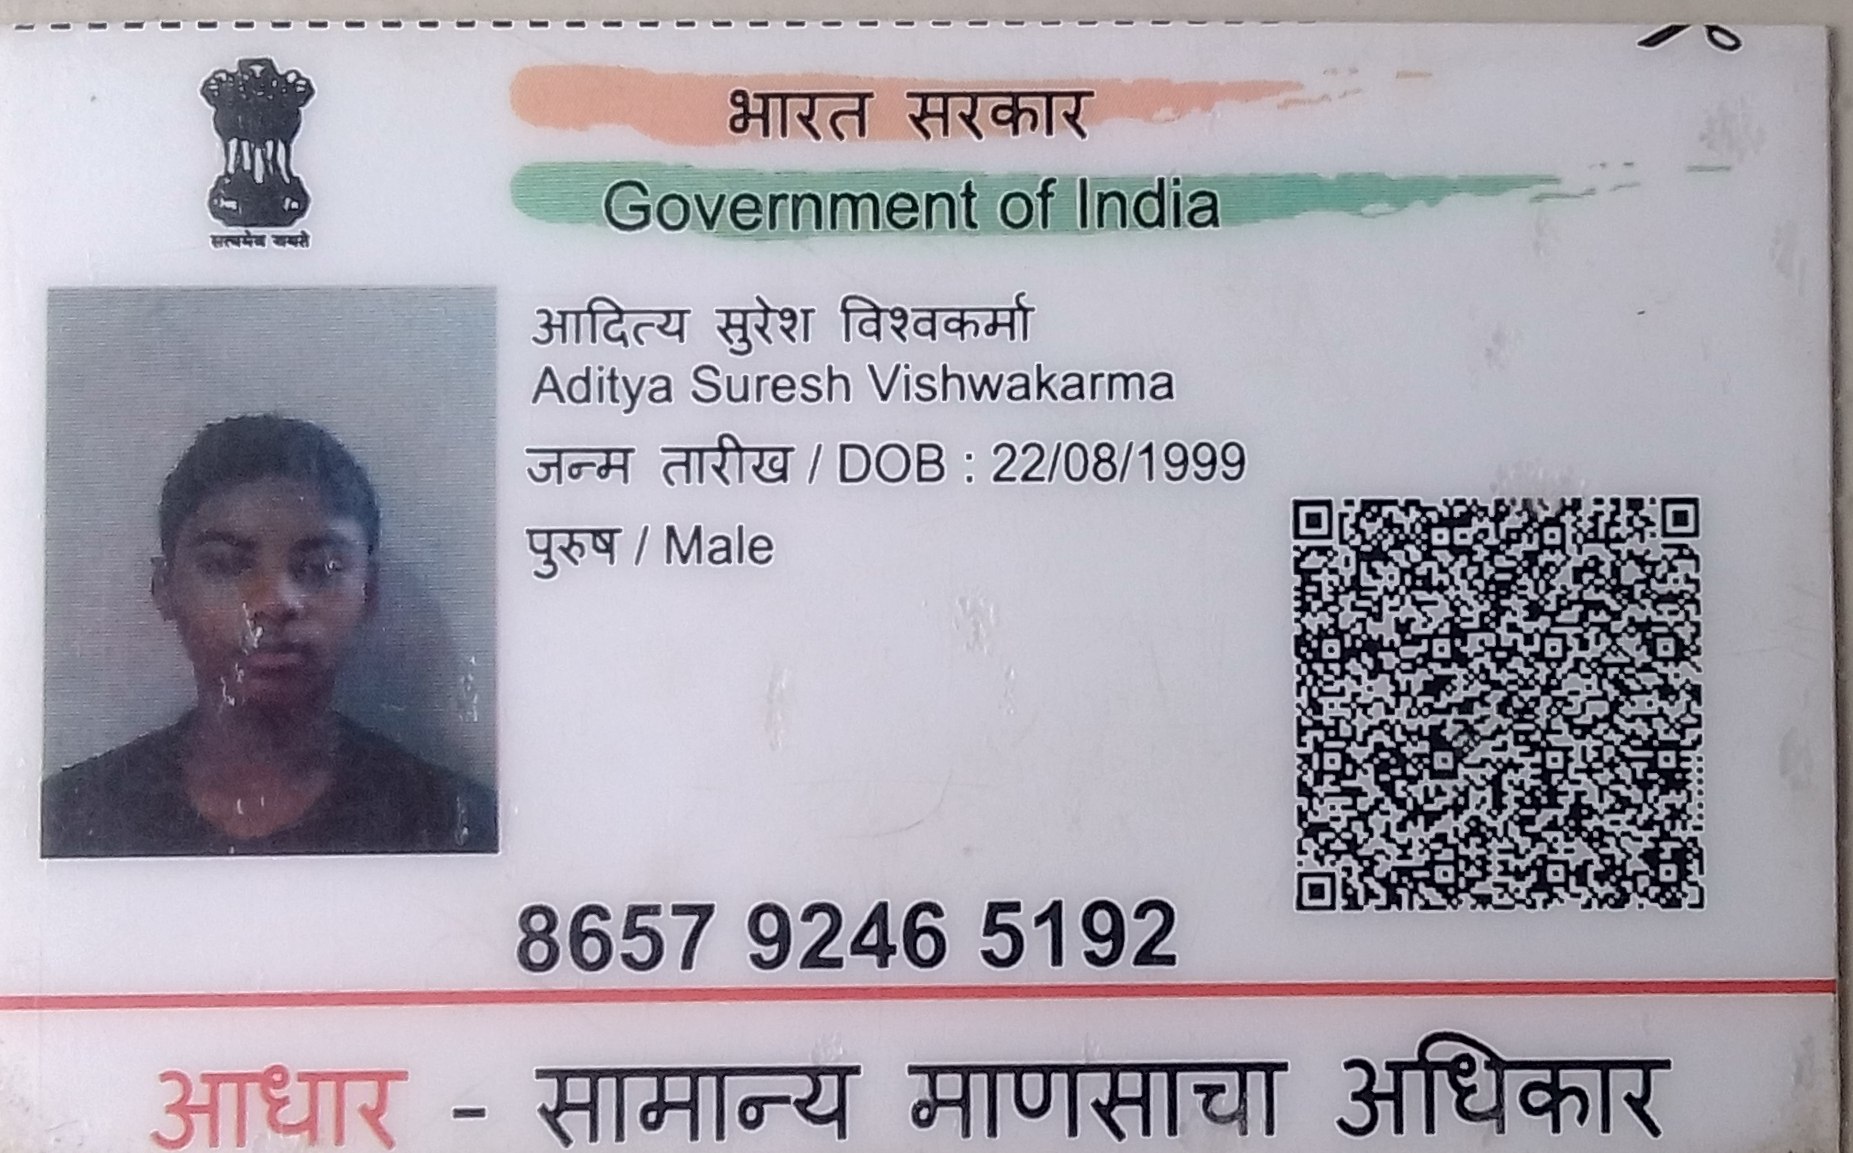 भारत सरकार
Government of India
सत्यमेव जयते
आदित्य सुरेश विश्वकर्मा
Aditya Suresh Vishwakarma
जन्म तारीख / DOB : 22/08/1999
पुरुष / Male
8657 9246 5192
आधार - सामान्य माणसाचा अधिकार